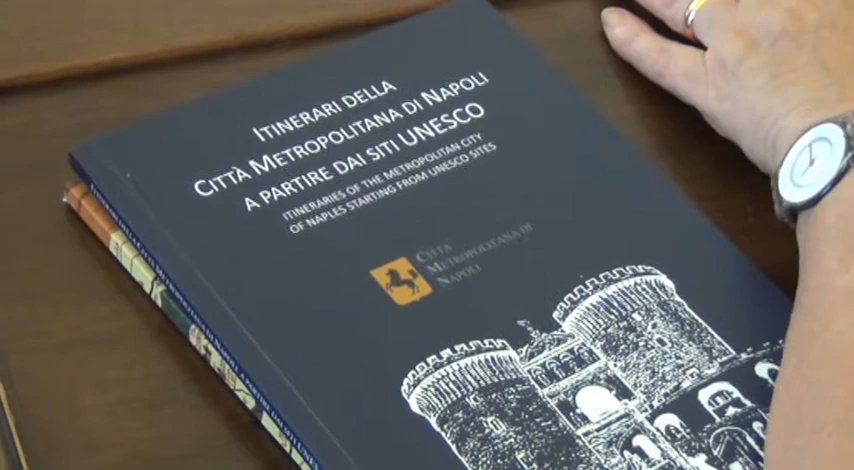 ITINERARI DELLA
CITTÀ METROPOLITANA DI NAPOLI
A PARTIRE DAI SITI UNESCO
ITINERARIES OF THE METROPOLITAN CITY
OF NAPLES STARTING FROM UNESCO SITES
CITTÀ
METROPOLITANA DI
NAPOLI